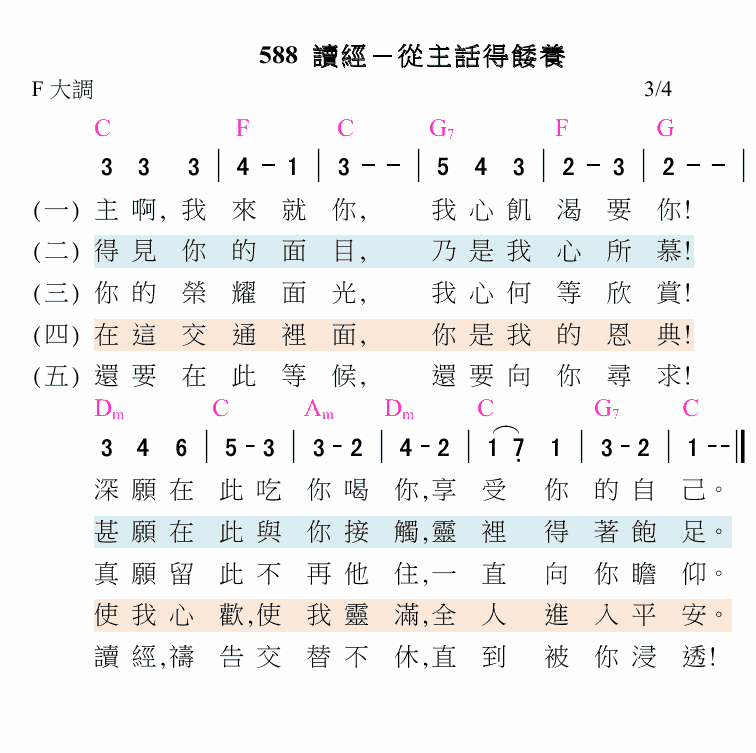 588 讀經－從主話得餧養
F 大調 3/4
C F C G7 F G
3 3 3 | 4 - 1 | 3 - - | 5 4 3 | 2 - 3 | 2 - - |
(一) 主啊, 我來就你, 我心飢渴要你!
(二) 得見你的面目, 乃是我心所慕!
(三) 你的榮耀面光, 我心何等欣賞!
(四) 在這交通裡面, 你是我的恩典!
(五) 還要在此等候, 還要向你尋求!
Dm C Am Dm C G7 C
3 4 6 | 5 - 3 | 3 - 2 | 4 - 2 | 1 7̣ 1 | 3 - 2 | 1 - - ‖
深願在此吃你喝你,享受你的自己。
甚願在此與你接觸,靈裡得著飽足。
真願留此不再他住,一直向你瞻仰。
使我心歡,使我靈滿,全人進入平安。
讀經,禱告交替不休,直到被你浸透!